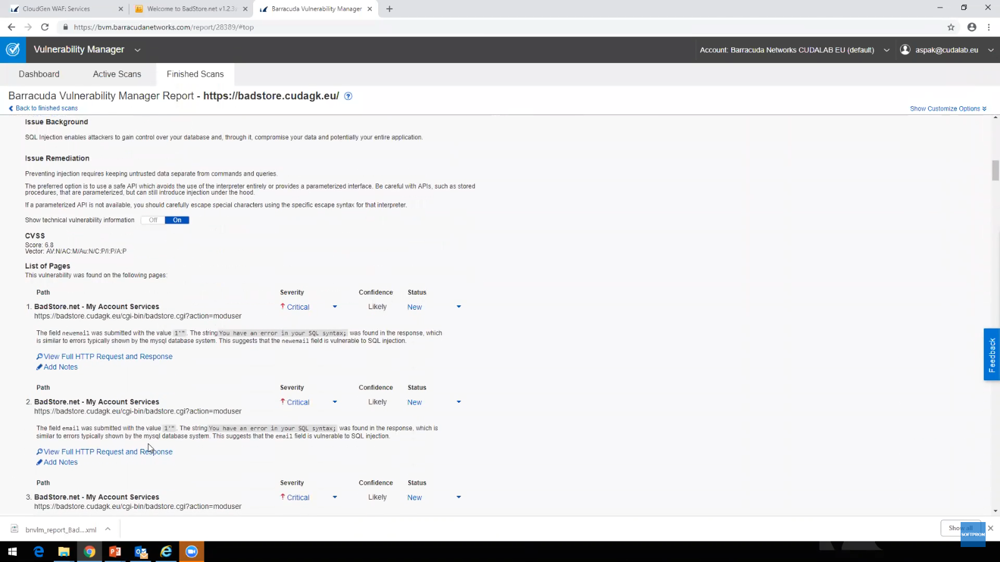 CloudGen WAF: Services
Welcome to BadStore.net v1.2.3
Barracuda Vulnerability Manager
https://bvm.barracudanetworks.com/report/28389/#top
Vulnerability Manager
Account: Barracuda Networks CUDALAB EU (default)
aspak@cudalab.eu
Dashboard
Active Scans
Finished Scans
Barracuda Vulnerability Manager Report - https://badstore.cudagk.eu/
Back to finished scans
Show Customize Options
Issue Background
SQL Injection enables attackers to gain control over your database and, through it, compromise your data and potentially your entire application.
Issue Remediation
Preventing injection requires keeping untrusted data separate from commands and queries.
The preferred option is to use a safe API which avoids the use of the interpreter entirely or provides a parameterized interface. Be careful with APIs, such as stored
procedures, that are parameterized, but can still introduce injection under the hood.
If a parameterized API is not available, you should carefully escape special characters using the specific escape syntax for that interpreter.
Show technical vulnerability information Off On
CVSS
Score: 6.8
Vector: AV:N/AC:M/Au:N/C:P/I:P/A:P
List of Pages
This vulnerability was found on the following pages:
Path Severity Confidence Status
1. BadStore.net - My Account Services Critical Likely New
https://badstore.cudagk.eu/cgi-bin/badstore.cgi?action=moduser
The field newemail was submitted with the value 1'". The string You have an error in your SQL syntax; was found in the response, which
is similar to errors typically shown by the mysql database system. This suggests that the newemail field is vulnerable to SQL injection.
View Full HTTP Request and Response
Add Notes
Path Severity Confidence Status
2. BadStore.net - My Account Services Critical Likely New
https://badstore.cudagk.eu/cgi-bin/badstore.cgi?action=moduser
The field email was submitted with the value 1'". The string You have an error in your SQL syntax; was found in the response, which is
similar to errors typically shown by the mysql database system. This suggests that the email field is vulnerable to SQL injection.
View Full HTTP Request and Response
Add Notes
Path Severity Confidence Status
3. BadStore.net - My Account Services Critical Likely New
https://badstore.cudagk.eu/cgi-bin/badstore.cgi?action=moduser
Feedback
bnvlm_report_Bad....xml
Show all
SOFTPROM